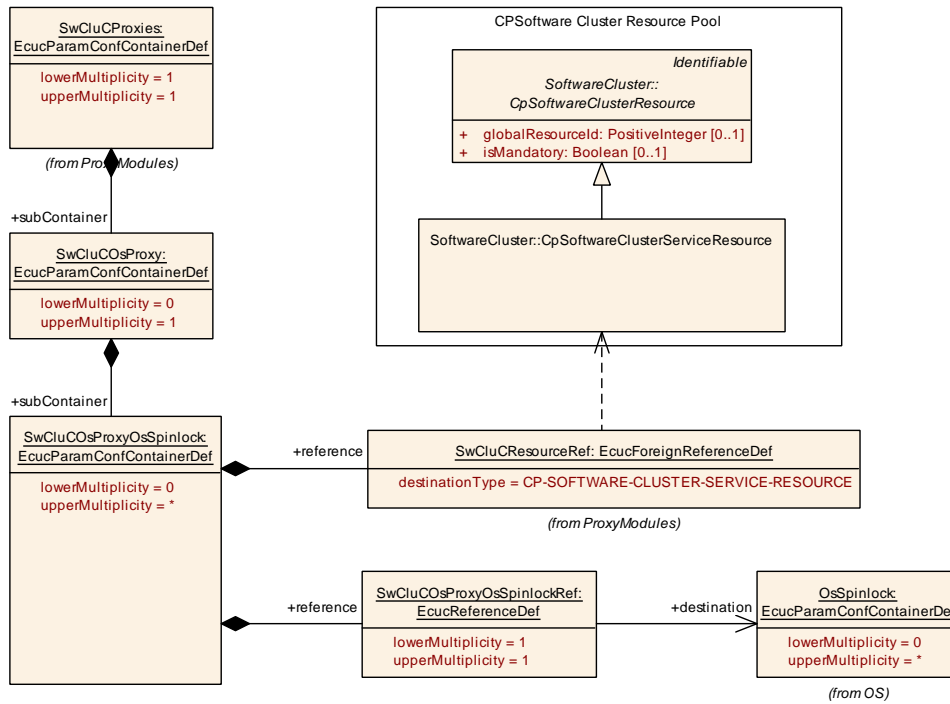 SwCluCProxies:
EcucParamConfContainerDef
lowerMultiplicity = 1
upperMultiplicity = 1
(from ProxyModules)
+subContainer
SwCluCOsProxy:
EcucParamConfContainerDef
lowerMultiplicity = 0
upperMultiplicity = 1
+subContainer
SwCluCOsProxyOsSpinlock:
EcucParamConfContainerDef
lowerMultiplicity = 0
upperMultiplicity = *
CPSoftware Cluster Resource Pool
Identifiable
SoftwareCluster::
CpSoftwareClusterResource
+ globalResourceId: PositiveInteger [0..1]
+ isMandatory: Boolean [0..1]
SoftwareCluster::CpSoftwareClusterServiceResource
+reference
SwCluCResourceRef: EcucForeignReferenceDef
destinationType = CP-SOFTWARE-CLUSTER-SERVICE-RESOURCE
(from ProxyModules)
+reference
SwCluCOsProxyOsSpinlockRef:
EcucReferenceDef
lowerMultiplicity = 1
upperMultiplicity = 1
+destination
OsSpinlock:
EcucParamConfContainerDef
lowerMultiplicity = 0
upperMultiplicity = *
(from OS)